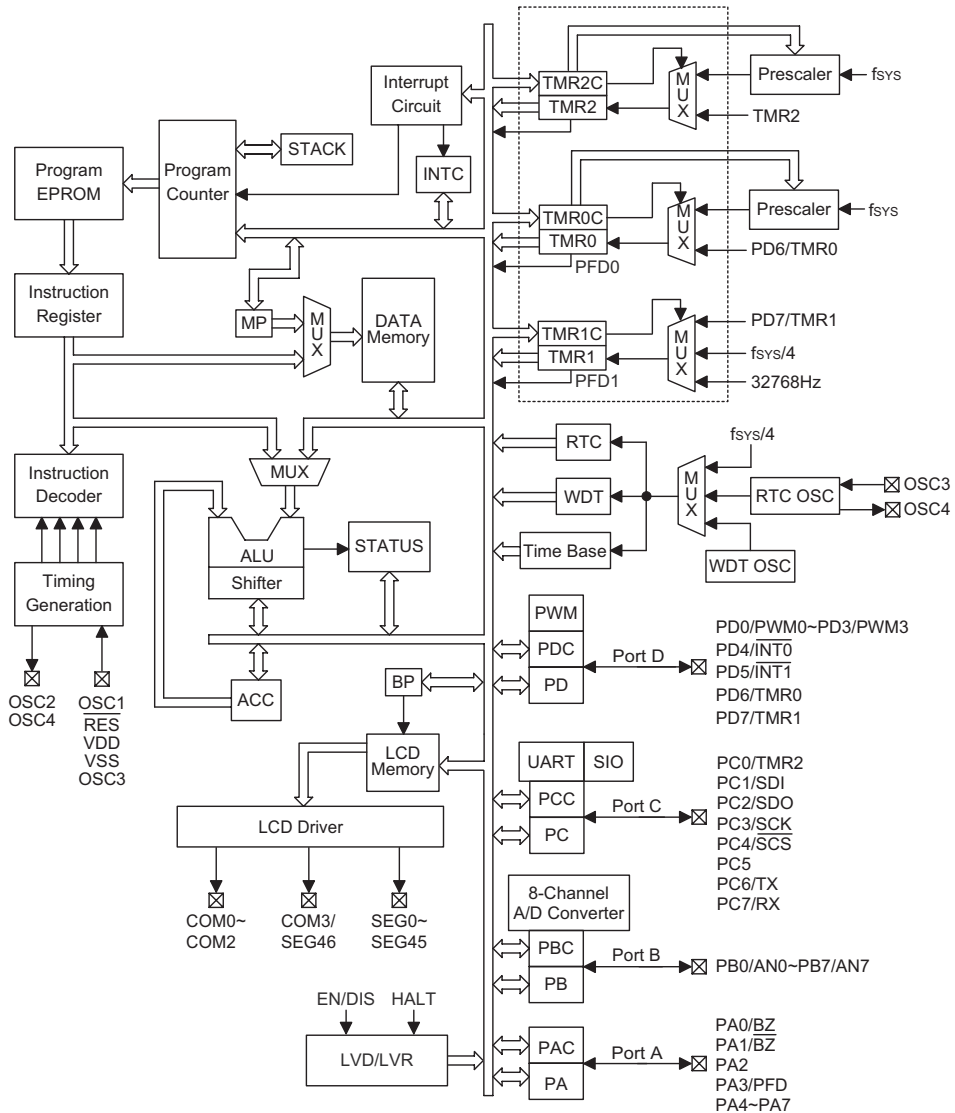 Interrupt
Circuit
TMR2C
TMR2
MUX
Prescaler
fSYS
TMR2
STACK
INTC
Program
EPROM
Program
Counter
TMR0C
TMR0
PFD0
MUX
Prescaler
fSYS
PD6/TMR0
Instruction
Register
MP
MUX
DATA
Memory
TMR1C
TMR1
PFD1
MUX
PD7/TMR1
fSYS/4
32768Hz
Instruction
Decoder
MUX
RTC
WDT
Time Base
MUX
fSYS/4
RTC OSC
OSC3
OSC4
WDT OSC
ALU
Shifter
STATUS
Timing
Generation
OSC2
OSC4
OSC1
RES
VDD
VSS
OSC3
ACC
BP
LCD
Memory
PWM
PDC
PD
Port D
PD0/PWM0~PD3/PWM3
PD4/INT0
PD5/INT1
PD6/TMR0
PD7/TMR1
UART
SIO
PCC
PC
Port C
PC0/TMR2
PC1/SDI
PC2/SDO
PC3/SCK
PC4/SCS
PC5
PC6/TX
PC7/RX
LCD Driver
COM0~
COM2
COM3/
SEG46
SEG0~
SEG45
8-Channel
A/D Converter
PBC
PB
Port B
PB0/AN0~PB7/AN7
EN/DIS
HALT
LVD/LVR
PAC
PA
Port A
PA0/BZ
PA1/BZ
PA2
PA3/PFD
PA4~PA7